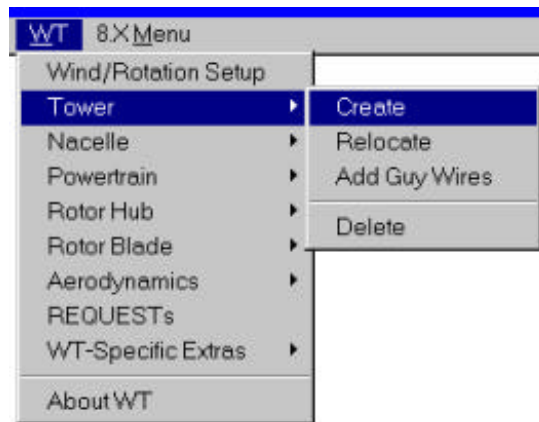 WT 8.X Menu
Wind/Rotation Setup
Tower
Nacelle
Powertrain
Rotor Hub
Rotor Blade
Aerodynamics
REQUESTs
WT-Specific Extras
About WT
Create
Relocate
Add Guy Wires
Delete